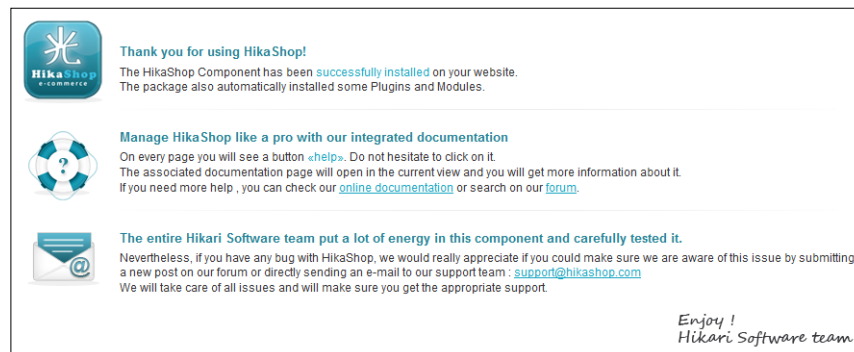 光
HikaShop
e-commerce
Thank you for using HikaShop!
The HikaShop Component has been successfully installed on your website.
The package also automatically installed some Plugins and Modules.
?
Manage HikaShop like a pro with our integrated documentation
On every page you will see a button «help». Do not hesitate to click on it.
The associated documentation page will open in the current view and you will get more information about it.
If you need more help , you can check our online documentation or search on our forum.
@
The entire Hikari Software team put a lot of energy in this component and carefully tested it.
Nevertheless, if you have any bug with HikaShop, we would really appreciate if you could make sure we are aware of this issue by submitting
a new post on our forum or directly sending an e-mail to our support team : support@hikashop.com
We will take care of all issues and will make sure you get the appropriate support.
Enjoy !
Hikari Software team